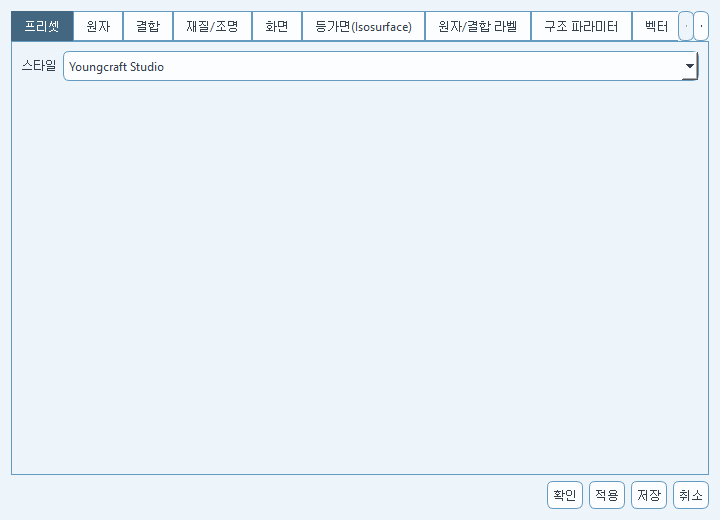 프리셋 원자 결합 재질/조명 화면 등가면(Isosurface) 원자/결합 라벨 구조 파라미터 벡터
스타일 Youngcraft Studio
확인 적용 저장 취소